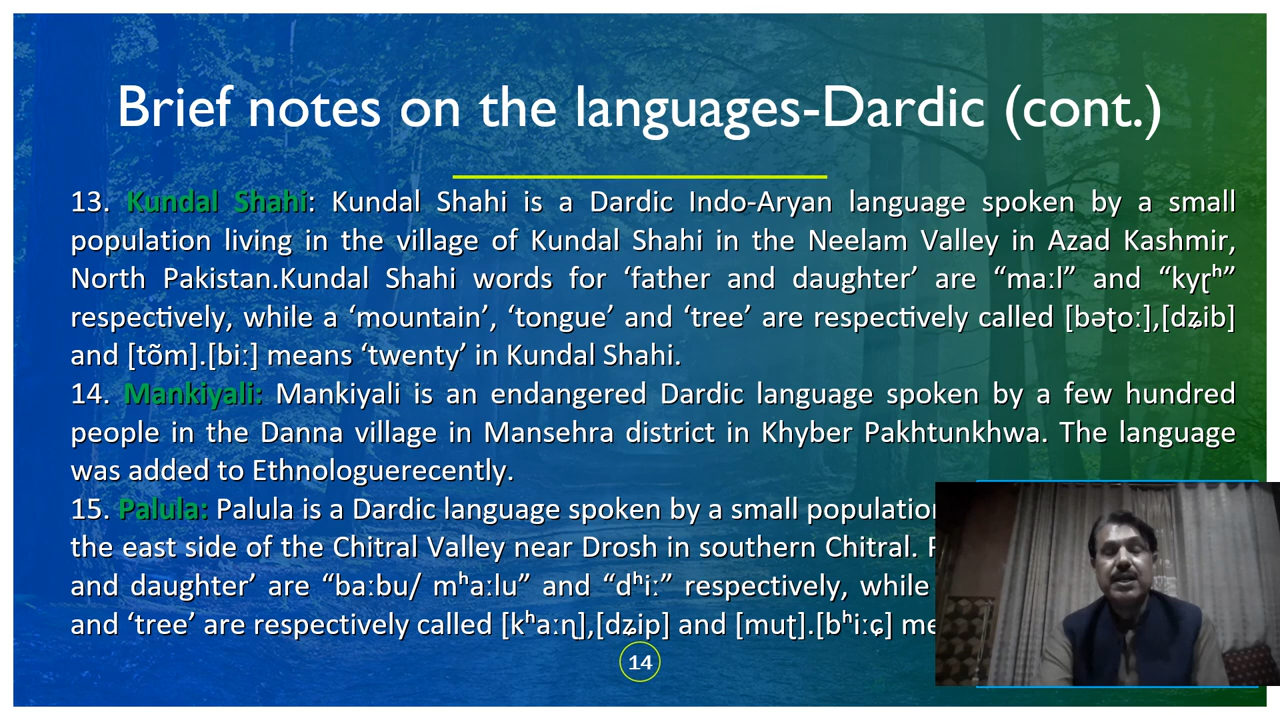 Brief notes on the languages-Dardic (cont.)
13. Kundal Shahi: Kundal Shahi is a Dardic Indo-Aryan language spoken by a small
population living in the village of Kundal Shahi in the Neelam Valley in Azad Kashmir,
North Pakistan.Kundal Shahi words for ‘father and daughter’ are “maːl” and “kyɽʰ”
respectively, while a ‘mountain’, ‘tongue’ and ‘tree’ are respectively called [bəʈoː],[dʑib]
and [tõm].[biː] means ‘twenty’ in Kundal Shahi.
14. Mankiyali: Mankiyali is an endangered Dardic language spoken by a few hundred
people in the Danna village in Mansehra district in Khyber Pakhtunkhwa. The language
was added to Ethnologuerecently.
15. Palula: Palula is a Dardic language spoken by a small population
the east side of the Chitral Valley near Drosh in southern Chitral.
and daughter’ are “baːbu/ mʰaːlu” and “dʰiː” respectively, while
and ‘tree’ are respectively called [kʰaːɳ],[dʑip] and [muʈ].[bʰiːɕ]
14